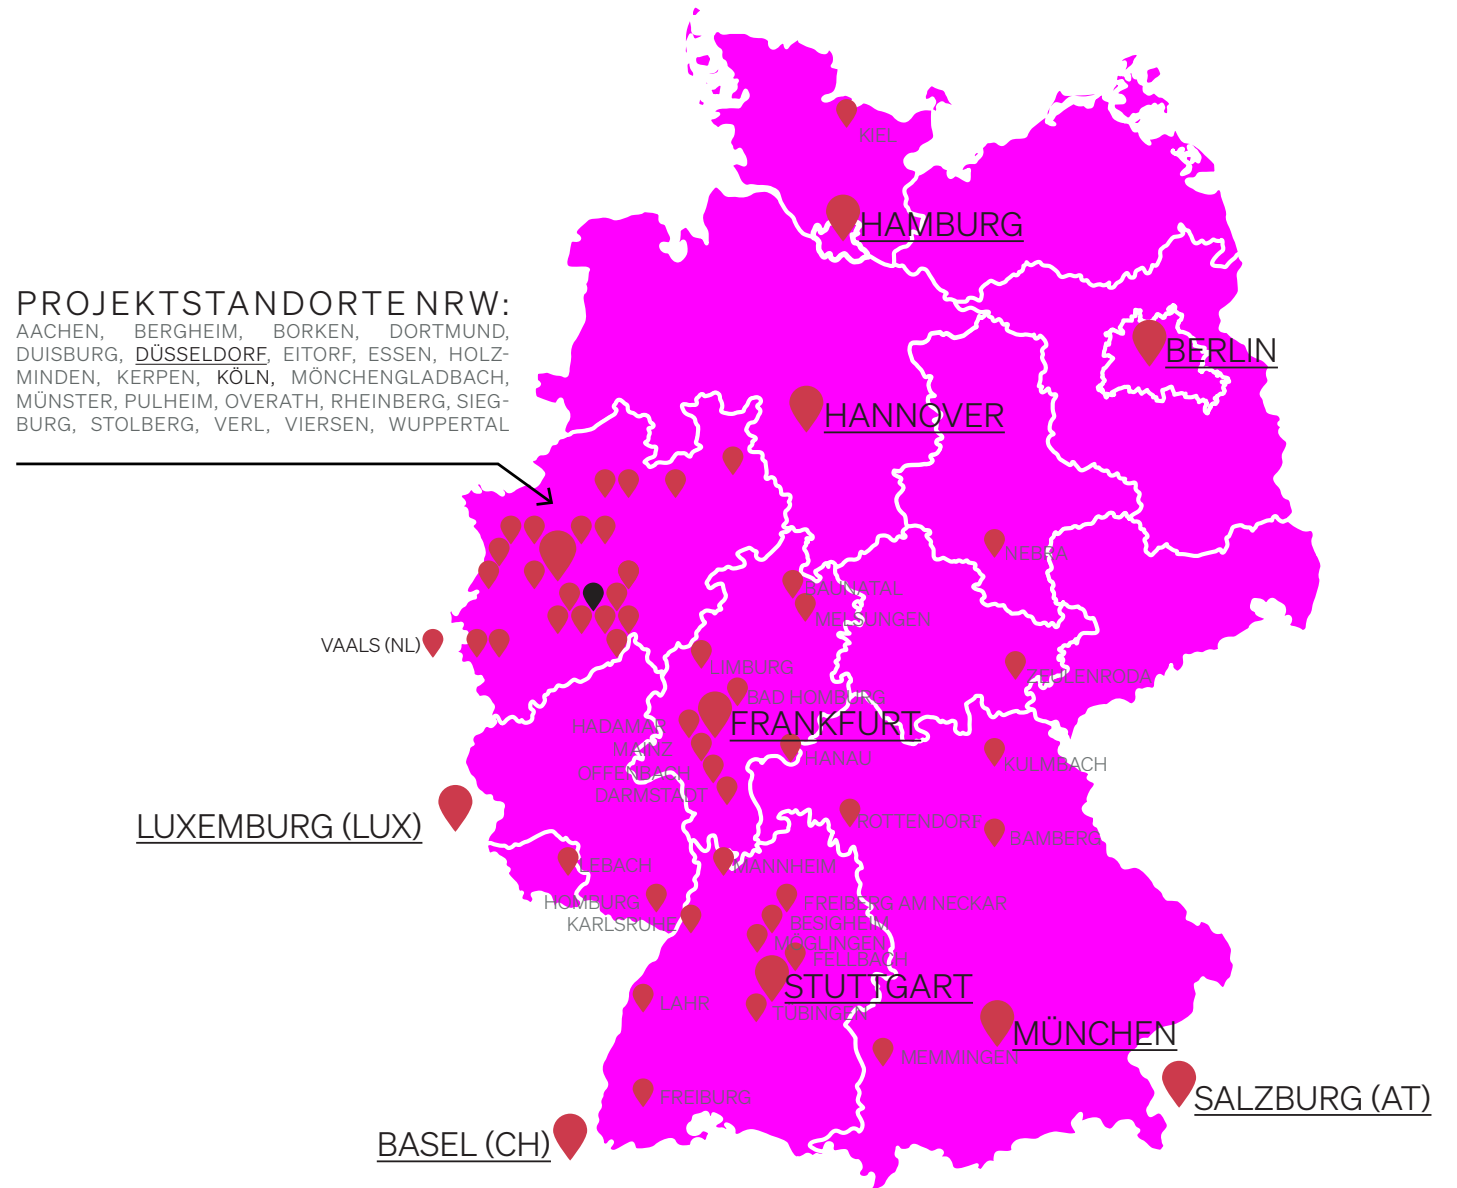 KIEL
HAMBURG
PROJEKTSTANDORTE NRW:
AACHEN, BERGHEIM, BORKEN, DORTMUND,
DUISBURG, DÜSSELDORF, EITORF, ESSEN, HOLZ-
MINDEN, KERPEN, KÖLN, MÖNCHENGLADBACH,
MÜNSTER, PULHEIM, OVERATH, RHEINBERG, SIEG-
BURG, STOLBERG, VERL, VIERSEN, WUPPERTAL
BERLIN
HANNOVER
NEBRA
BAUNATAL
MELSUNGEN
VAALS (NL)
LIMBURG
ZEULENRODA
BAD HOMBURG
HADAMAR
FRANKFURT
MAINZ
HANAU
KULMBACH
OFFENBACH
DARMSTADT
LUXEMBURG (LUX)
ROTTENDORF
BAMBERG
LEBACH
MANNHEIM
HOMBURG
FREIBERG AM NECKAR
KARLSRUHE
BESIGHEIM
MÖGLINGEN
FELLBACH
STUTTGART
LAHR
TÜBINGEN
MÜNCHEN
MEMMINGEN
FREIBURG
SALZBURG (AT)
BASEL (CH)